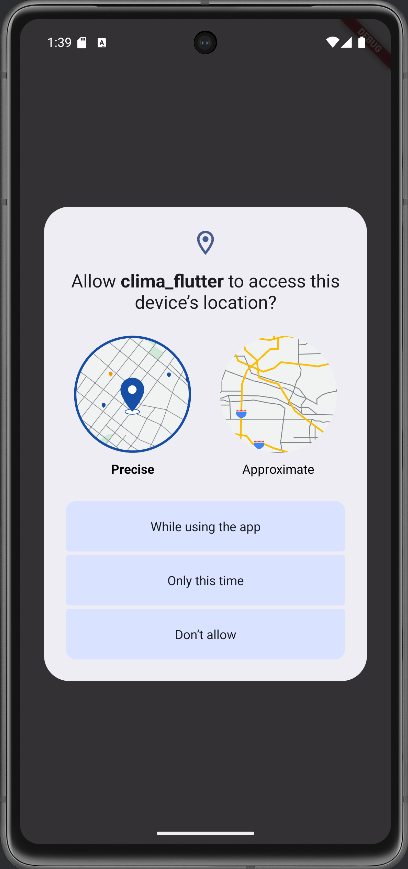 1:39
A
DEBUG
Allow clima_flutter to access this
device's location?
Precise
Approximate
While using the app
Only this time
Don't allow